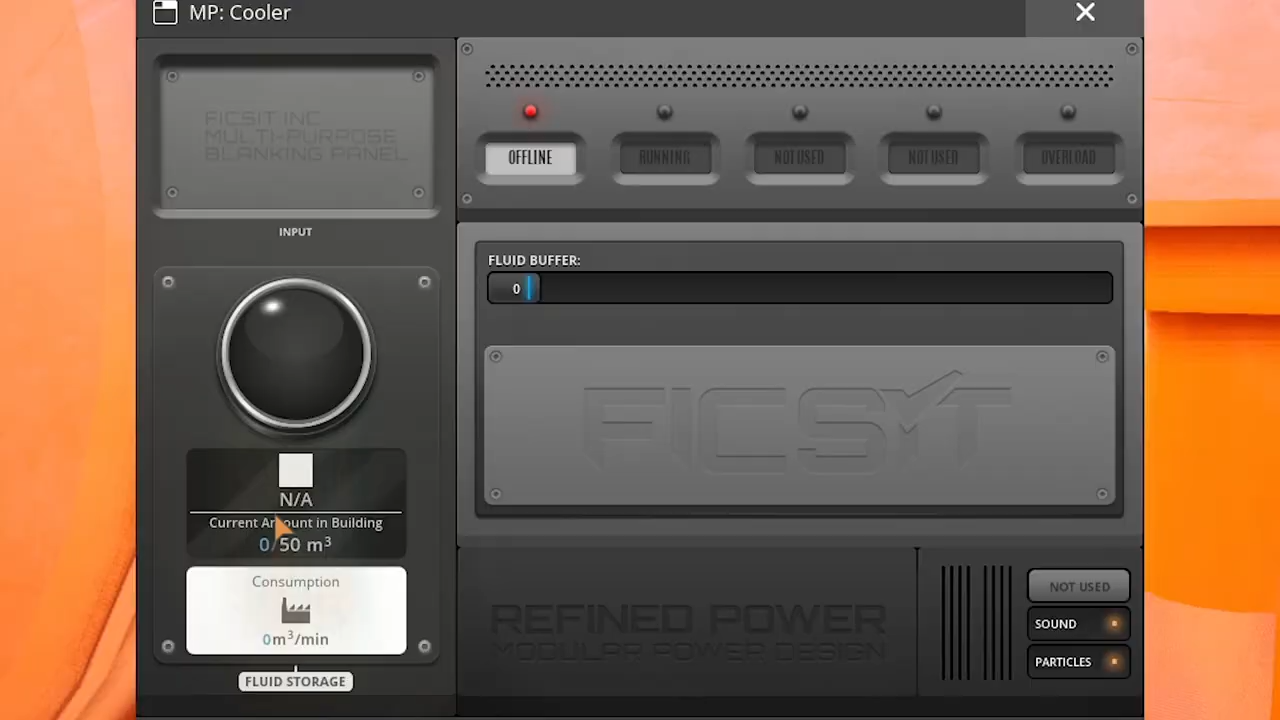 MP: Cooler
FICSIT INC
MULTI-PURPOSE
BLANKING PANEL
INPUT
N/A
Current Amount in Building
0/50 m³
Consumption
0m³/min
FLUID STORAGE
OFFLINE
RUNNING
NOT USED
NOT USED
OVERLOAD
FLUID BUFFER:
0
FICSIT
REFINED POWER
MODULAR POWER DESIGN
NOT USED
SOUND
PARTICLES